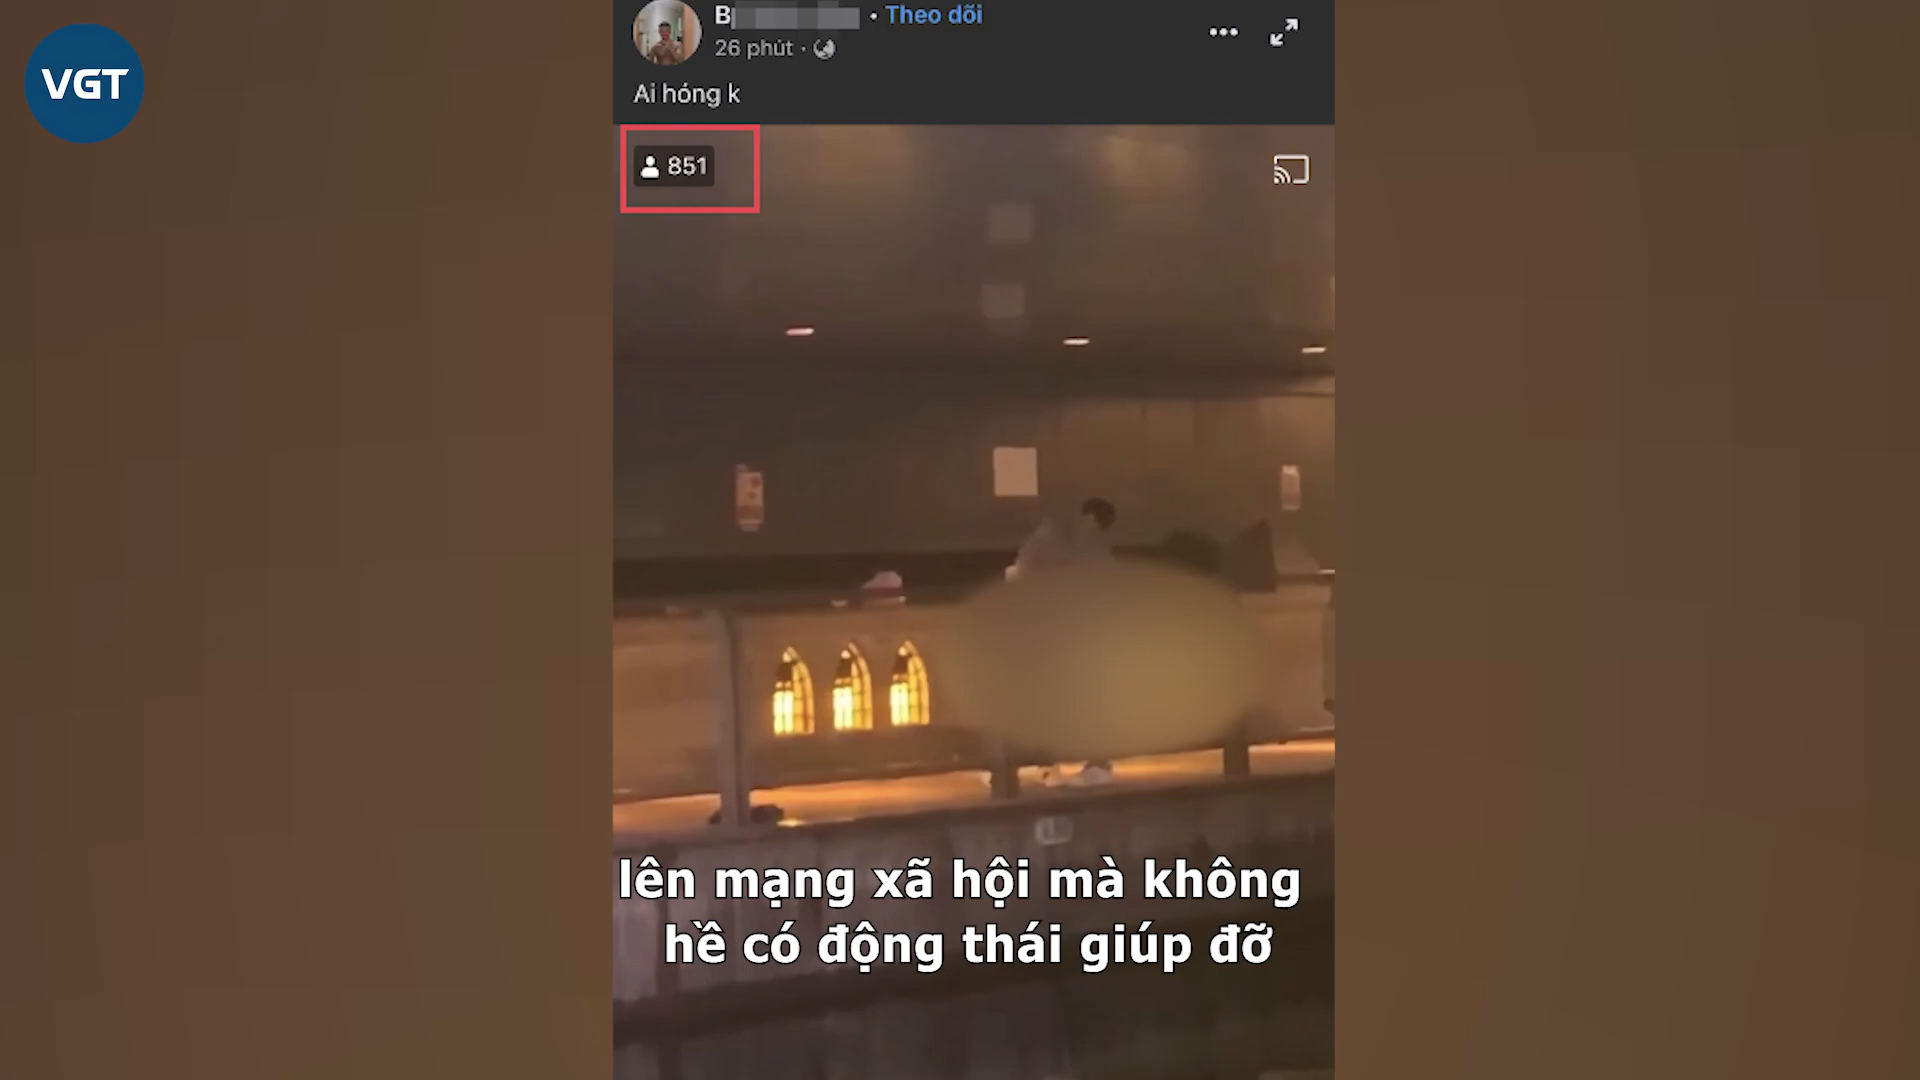 VGT
B
• Theo dõi
26 phút ·
Ai hóng k
851
lên mạng xã hội mà không
hề có động thái giúp đỡ